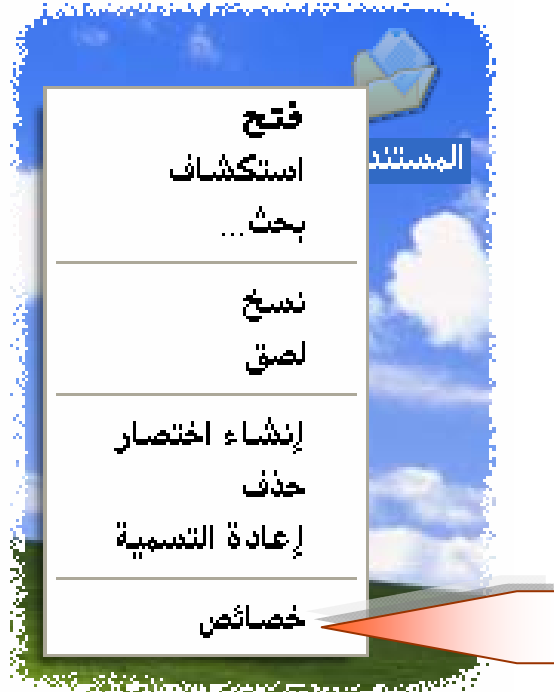 المستند
فتح
استكشاف
بحث...
نسخ
لصق
إنشاء اختصار
حذف
إعادة التسمية
خصائص